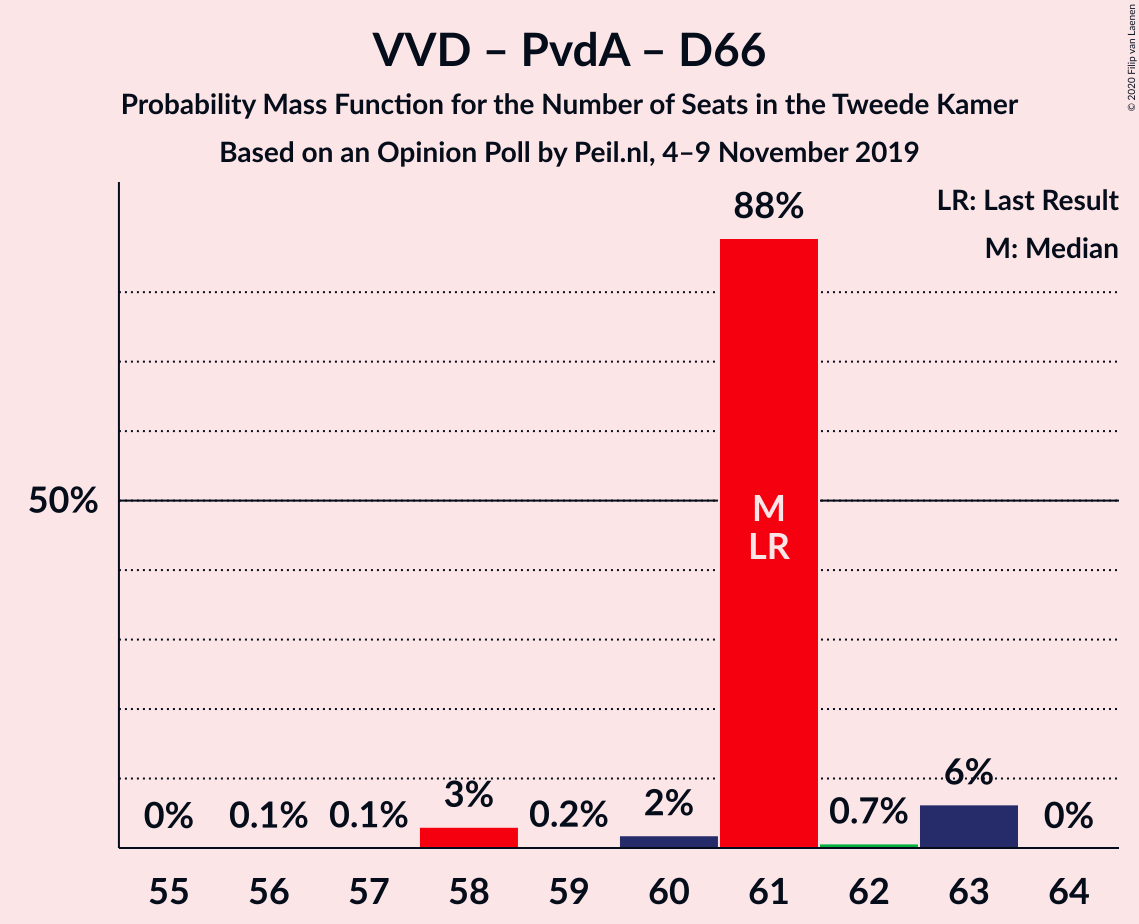 VVD – PvdA – D66
Probability Mass Function for the Number of Seats in the Tweede Kamer
Based on an Opinion Poll by Peil.nl, 4–9 November 2019
© 2020 Filip van Laenen
LR: Last Result
M: Median
88%
50%
M
LR
0%
0.1%
0.1%
3%
0.2%
2%
0.7%
6%
0%
55 56 57 58 59 60 61 62 63 64